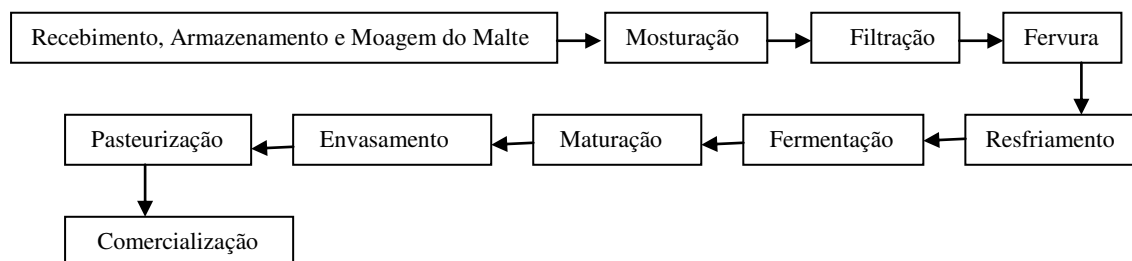 Recebimento, Armazenamento e Moagem do Malte
Mosturação
Filtração
Fervura
Resfriamento
Fermentação
Maturação
Envasamento
Pasteurização
Comercialização